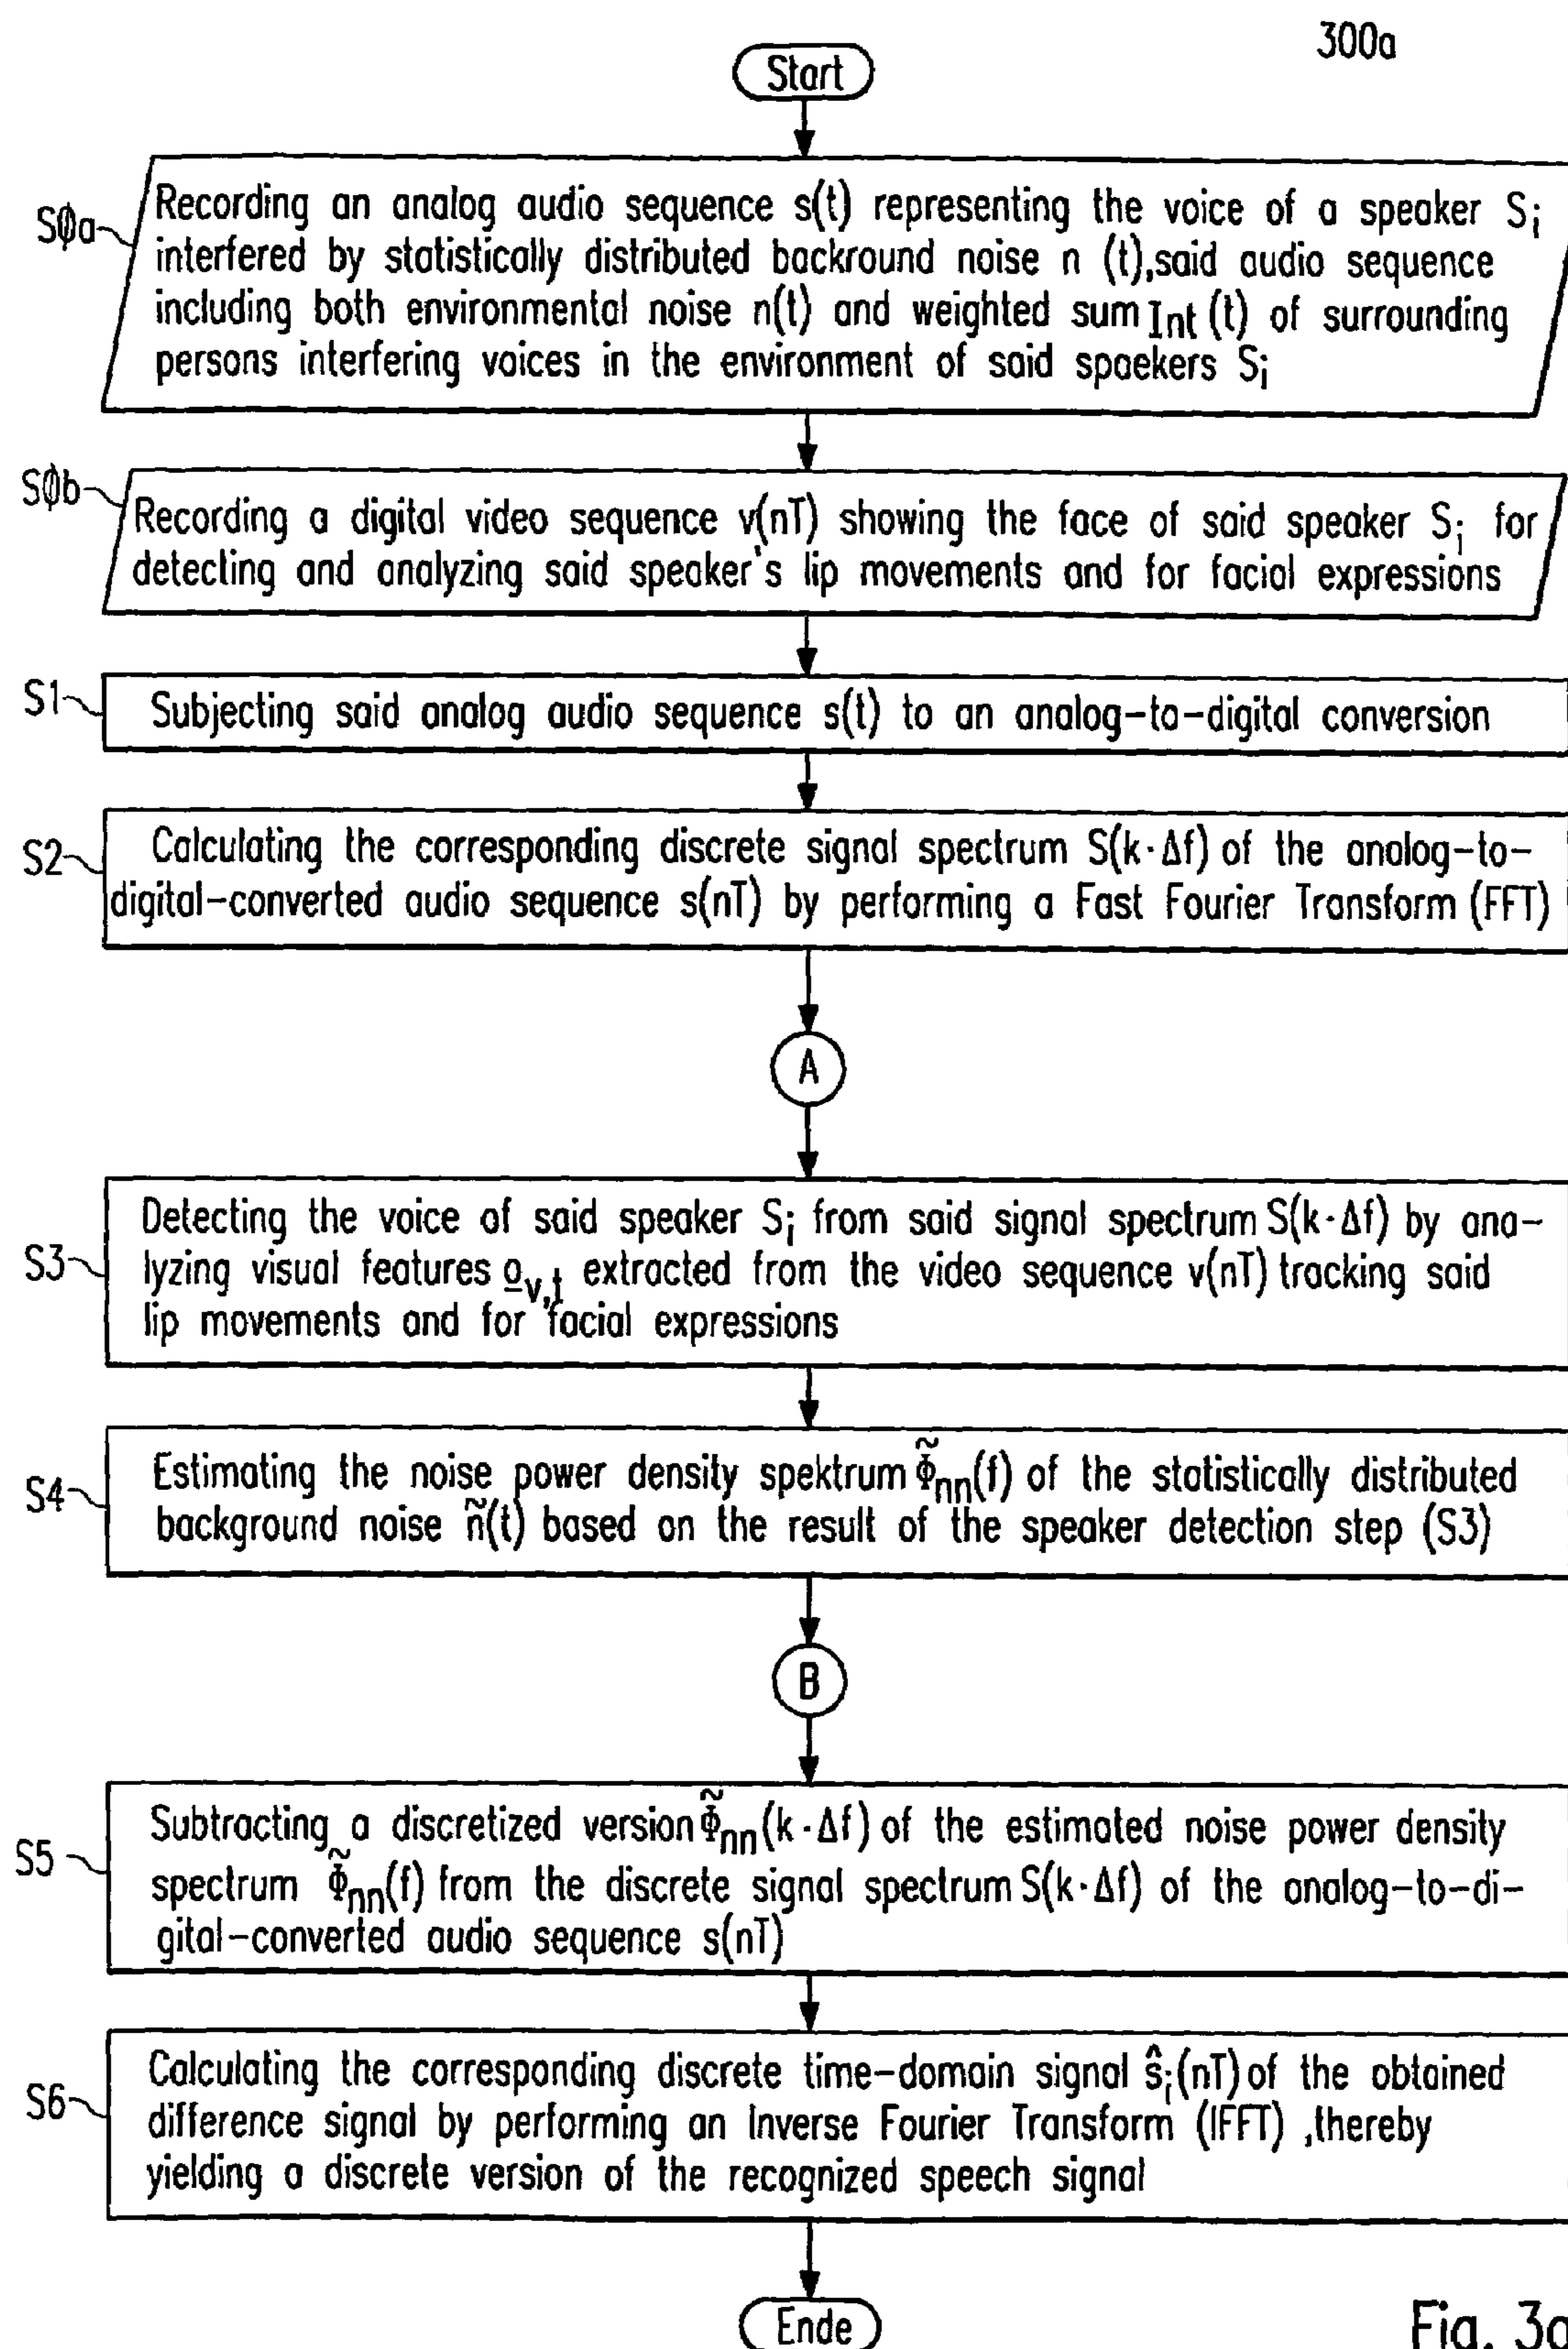 300a
Start
SØa
Recording an analog audio sequence s(t) representing the voice of a speaker Si
interfered by statistically distributed backround noise n (t),said audio sequence
including both environmental noise n(t) and weighted sum Int (t) of surrounding
persons interfering voices in the environment of said spaekers Si
SØb
Recording a digital video sequence v(nT) showing the face of said speaker Si for
detecting and analyzing said speaker's lip movements and for facial expressions
S1
Subjecting said analog audio sequence s(t) to an analog-to-digital conversion
S2
Calculating the corresponding discrete signal spectrum S(k·Δf) of the analog-to-
digital-converted audio sequence s(nT) by performing a Fast Fourier Transform (FFT)
A
S3
Detecting the voice of said speaker Si from said signal spectrum S(k·Δf) by ana-
lyzing visual features o̲v,t extracted from the video sequence v(nT) tracking said
lip movements and for facial expressions
S4
Estimating the noise power density spektrum Φ̃nn(f) of the statistically distributed
background noise ñ(t) based on the result of the speaker detection step (S3)
B
S5
Subtracting a discretized version Φ̃nn(k·Δf) of the estimated noise power density
spectrum Φ̃nn(f) from the discrete signal spectrum S(k·Δf) of the analog-to-di-
gital-converted audio sequence s(nT)
S6
Calculating the corresponding discrete time-domain signal ŝi(nT) of the obtained
difference signal by performing an Inverse Fourier Transform (IFFT) ,thereby
yielding a discrete version of the recognized speech signal
Ende
Fig. 3a